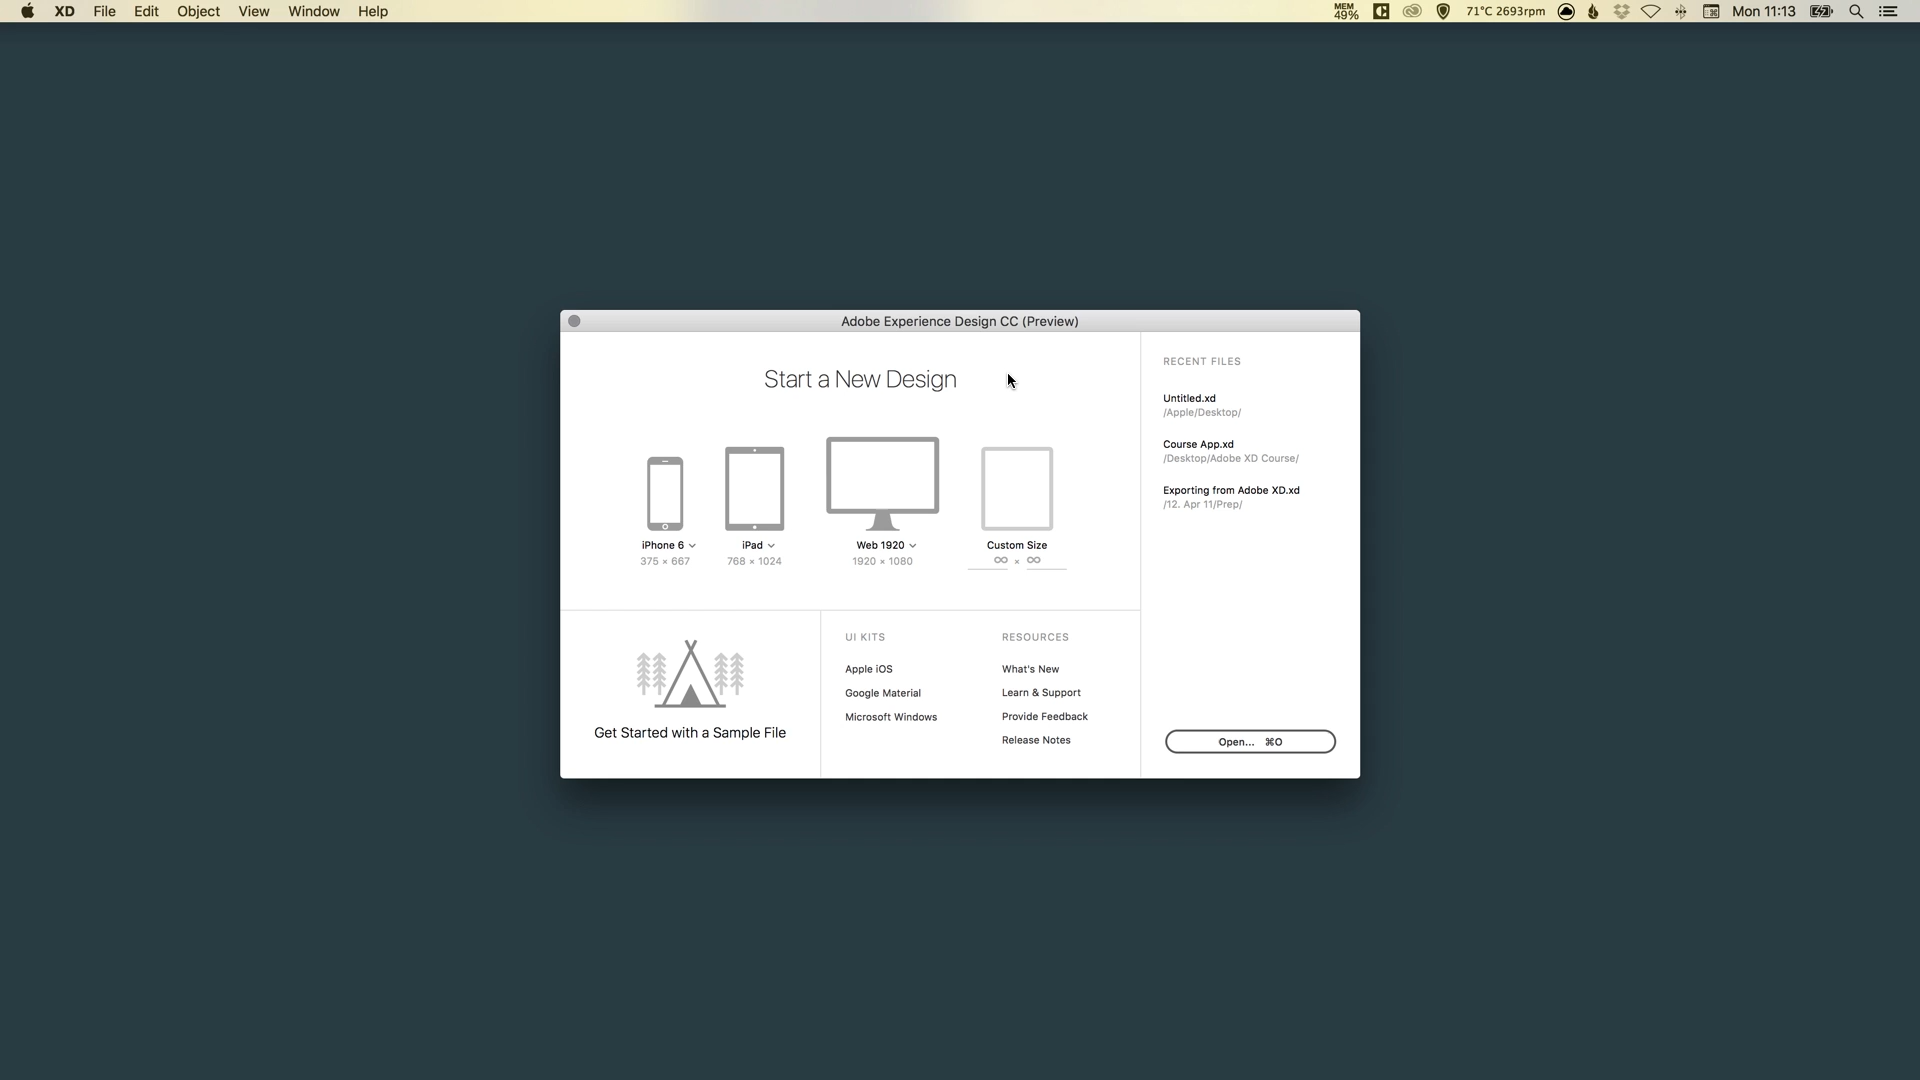 XD File Edit Object View Window Help
MEM 49% 71°C 2693rpm Mon 11:13
Adobe Experience Design CC (Preview)
Start a New Design
iPhone 6
375 × 667
iPad
768 × 1024
Web 1920
1920 × 1080
Custom Size
∞ × ∞
Get Started with a Sample File
UI KITS
Apple iOS
Google Material
Microsoft Windows
RESOURCES
What's New
Learn & Support
Provide Feedback
Release Notes
RECENT FILES
Untitled.xd
/Apple/Desktop/
Course App.xd
/Desktop/Adobe XD Course/
Exporting from Adobe XD.xd
/12. Apr 11/Prep/
Open... ⌘O